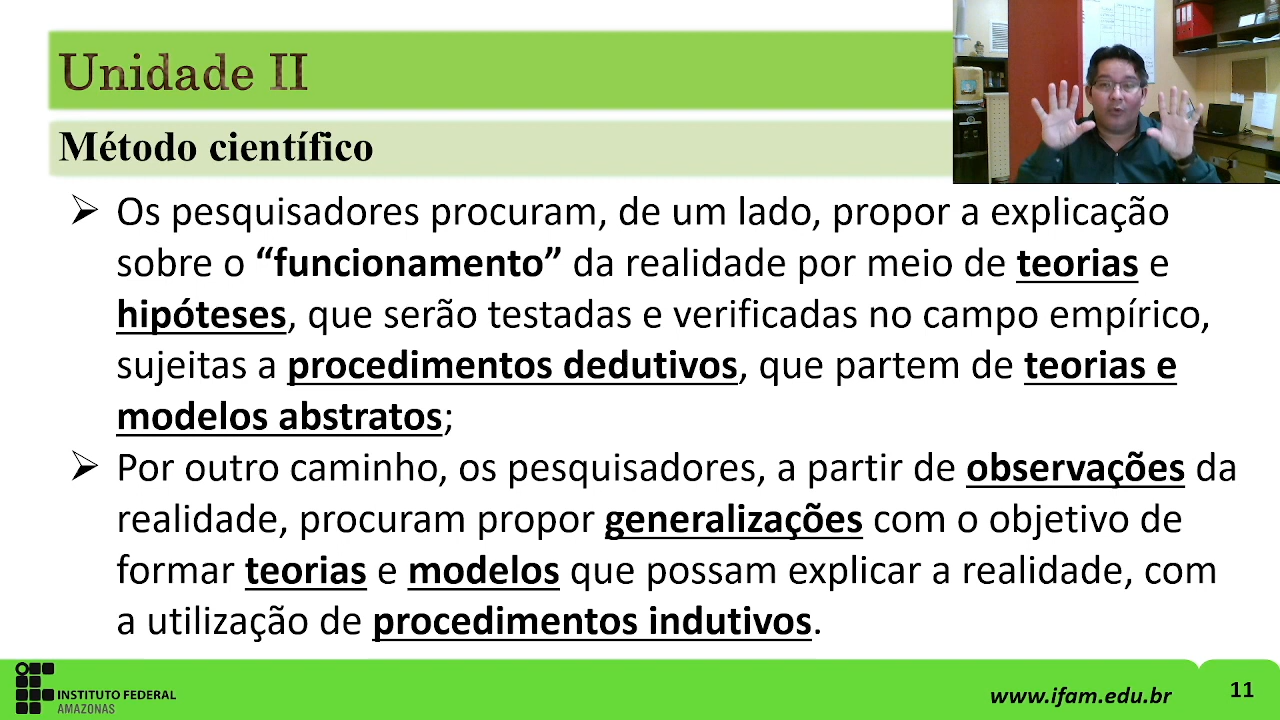 Unidade II
Método científico
➢ Os pesquisadores procuram, de um lado, propor a explicação
sobre o “funcionamento” da realidade por meio de teorias e
hipóteses, que serão testadas e verificadas no campo empírico,
sujeitas a procedimentos dedutivos, que partem de teorias e
modelos abstratos;
➢ Por outro caminho, os pesquisadores, a partir de observações da
realidade, procuram propor generalizações com o objetivo de
formar teorias e modelos que possam explicar a realidade, com
a utilização de procedimentos indutivos.
INSTITUTO FEDERAL
AMAZONAS
www.ifam.edu.br
11